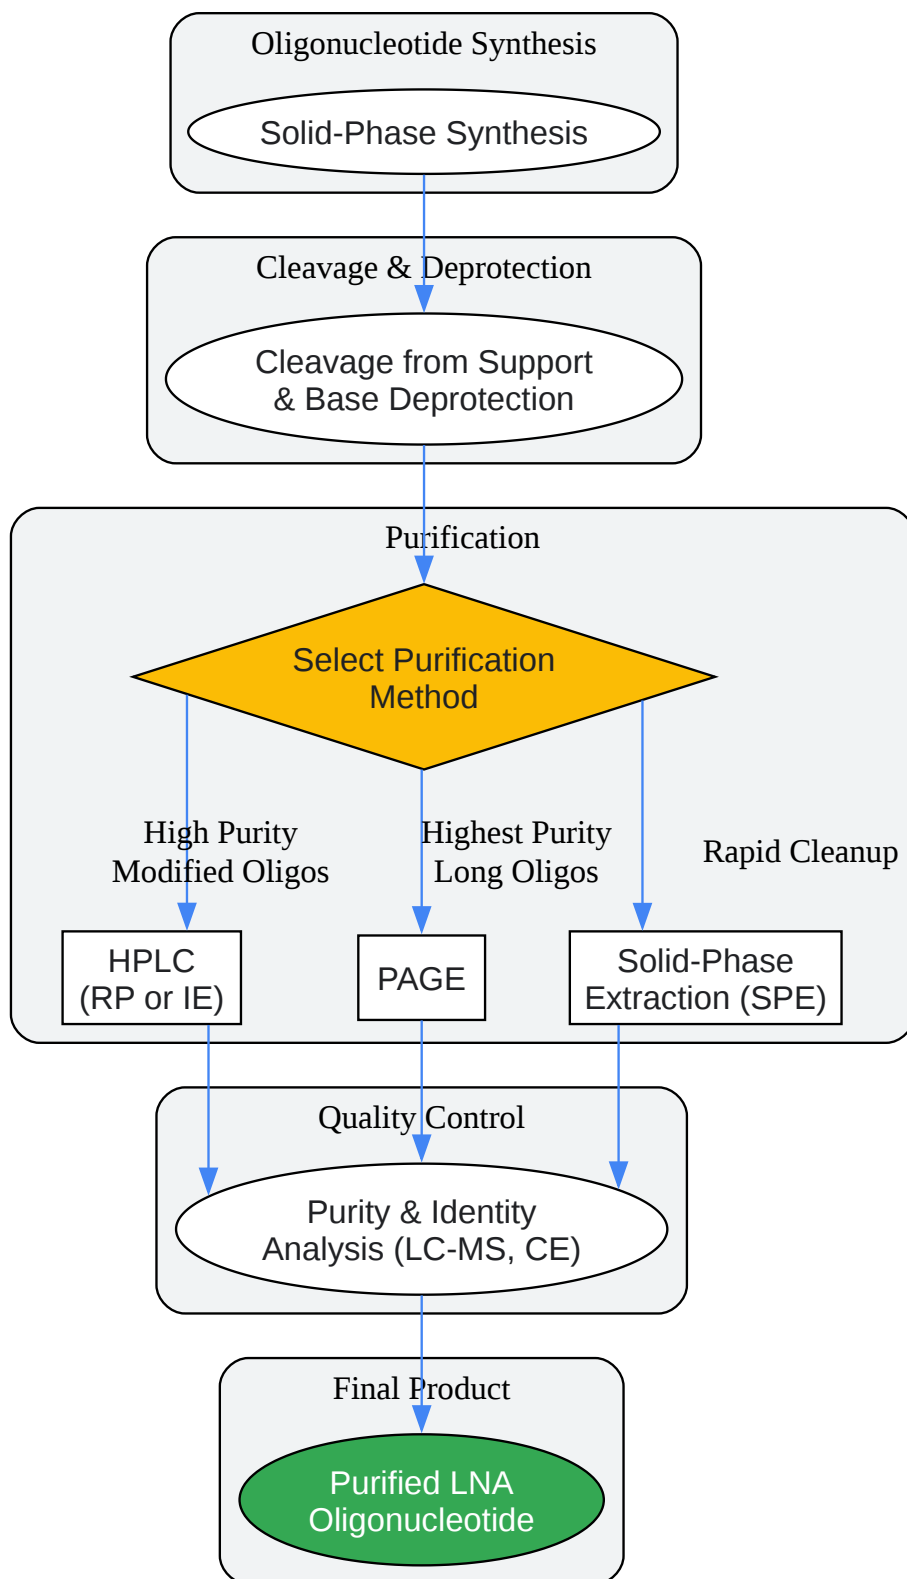 Oligonucleotide Synthesis
Solid-Phase Synthesis
Cleavage & Deprotection
Cleavage from Support
& Base Deprotection
Purification
Select Purification
Method
High Purity
Modified Oligos
Highest Purity
Long Oligos
Rapid Cleanup
HPLC
(RP or IE)
PAGE
Solid-Phase
Extraction (SPE)
Quality Control
Purity & Identity
Analysis (LC-MS, CE)
Final Product
Purified LNA
Oligonucleotide